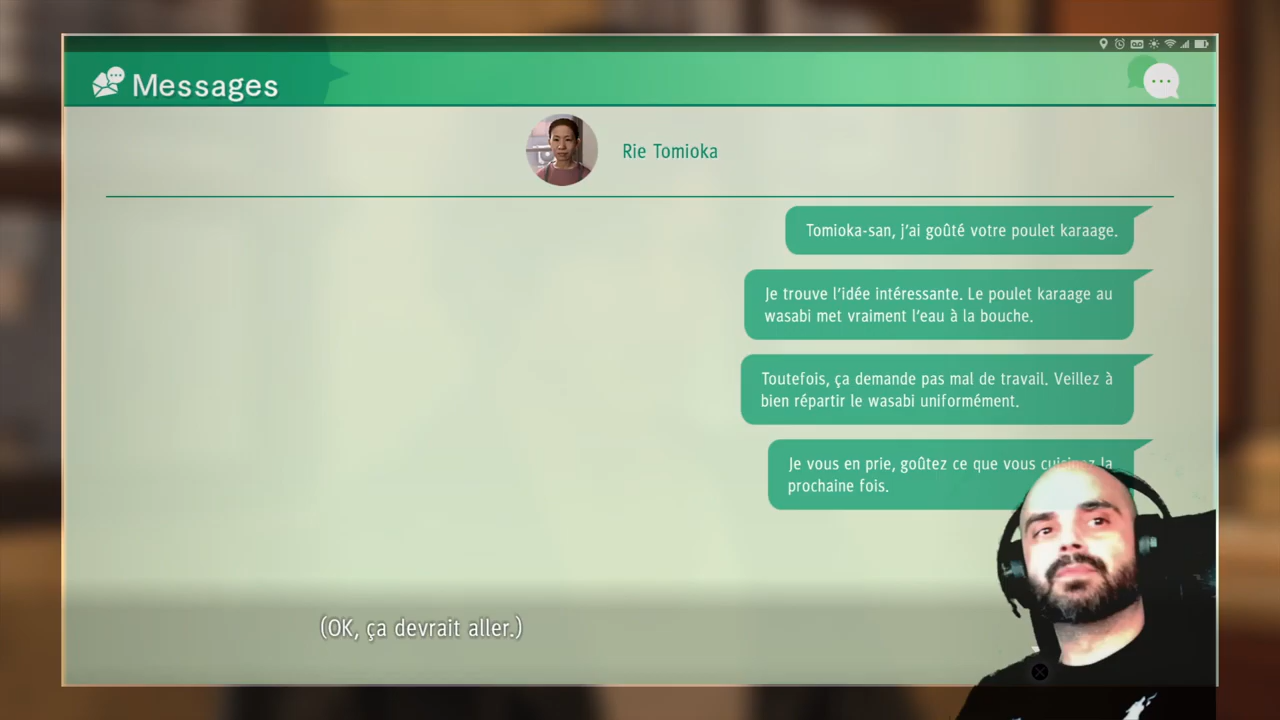 Messages
Rie Tomioka
Tomioka-san, j'ai goûté votre poulet karaage.
Je trouve l'idée intéressante. Le poulet karaage au
wasabi met vraiment l'eau à la bouche.
Toutefois, ça demande pas mal de travail. Veillez à
bien répartir le wasabi uniformément.
Je vous en prie, goûtez ce que vous cuisinez la
prochaine fois.
(OK, ça devrait aller.)